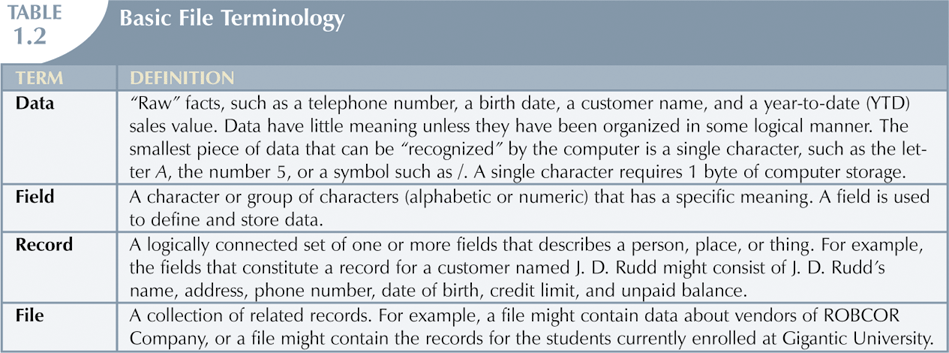 TABLE
1.2
Basic File Terminology
TERM DEFINITION
Data “Raw” facts, such as a telephone number, a birth date, a customer name, and a year-to-date (YTD)
sales value. Data have little meaning unless they have been organized in some logical manner. The
smallest piece of data that can be “recognized” by the computer is a single character, such as the let-
ter A, the number 5, or a symbol such as /. A single character requires 1 byte of computer storage.
Field A character or group of characters (alphabetic or numeric) that has a specific meaning. A field is used
to define and store data.
Record A logically connected set of one or more fields that describes a person, place, or thing. For example,
the fields that constitute a record for a customer named J. D. Rudd might consist of J. D. Rudd’s
name, address, phone number, date of birth, credit limit, and unpaid balance.
File A collection of related records. For example, a file might contain data about vendors of ROBCOR
Company, or a file might contain the records for the students currently enrolled at Gigantic University.